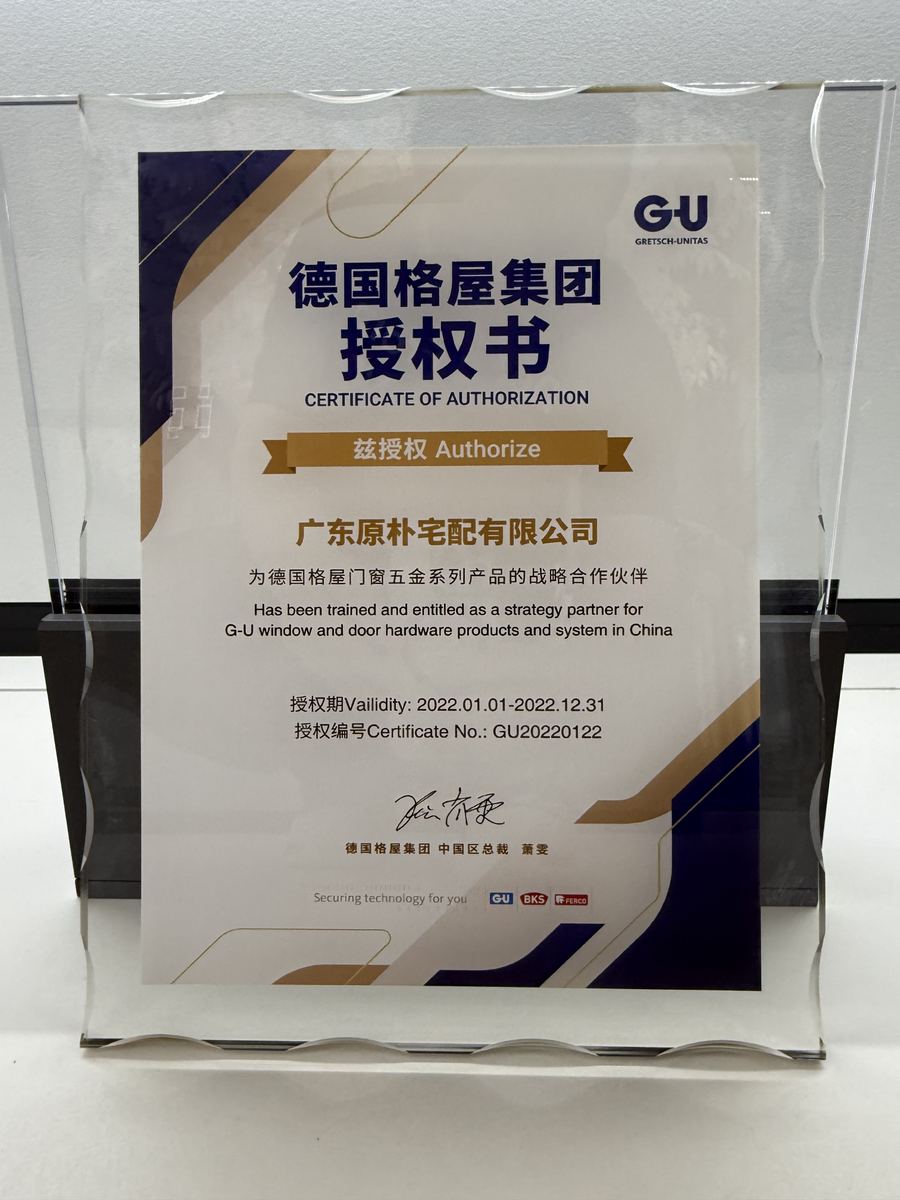 GU
GRETSCH-UNITAS
德国格屋集团
授权书
CERTIFICATE OF AUTHORIZATION
兹授权 Authorize
广东原朴宅配有限公司
为德国格屋门窗五金系列产品的战略合作伙伴
Has been trained and entitled as a strategy partner for
G-U window and door hardware products and system in China
授权期Vailidity: 2022.01.01-2022.12.31
授权编号Certificate No.: GU20220122
德国格屋集团 中国区总裁 萧雯
Securing technology for you GU BKS FERCO